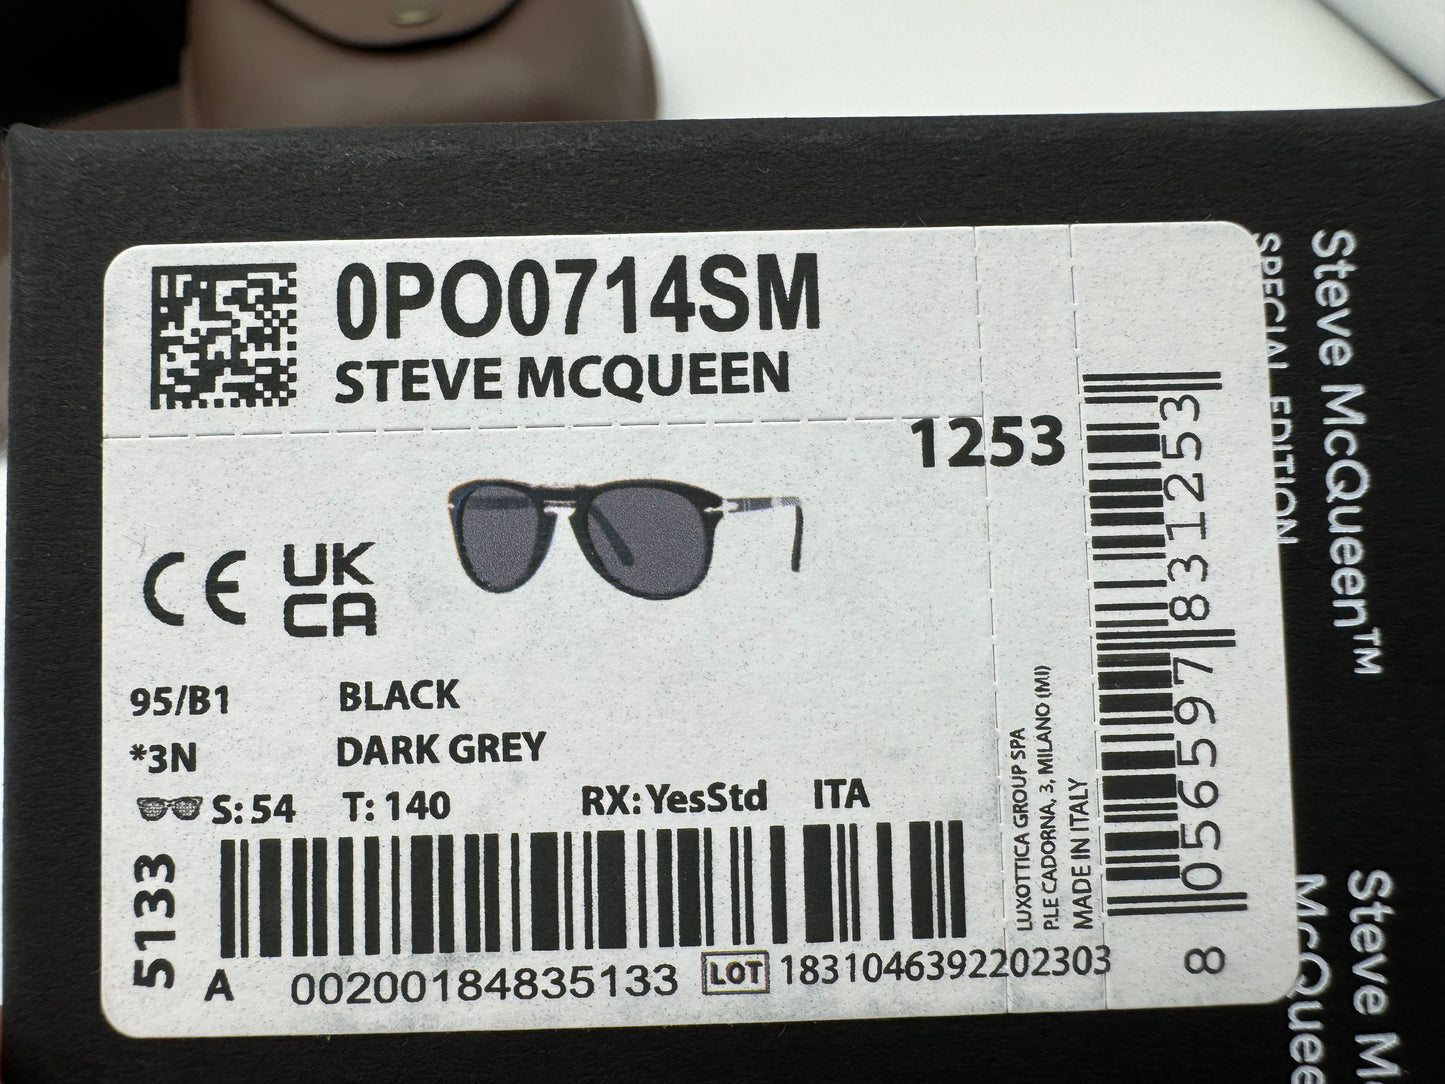 0PO0714SM
STEVE MCQUEEN
1253
CE
UK
CA
95/B1 BLACK
*3N DARK GREY
S: 54 T: 140 RX: YesStd ITA
5133
A 00200184835133 LOT 1831046392202303
LUXOTTICA GROUP SPA
P.LE CADORNA, 3, MILANO (MI)
MADE IN ITALY
8 056597 831253
SPECIAL EDITION
Steve McQueen™
McQuee
Steve M